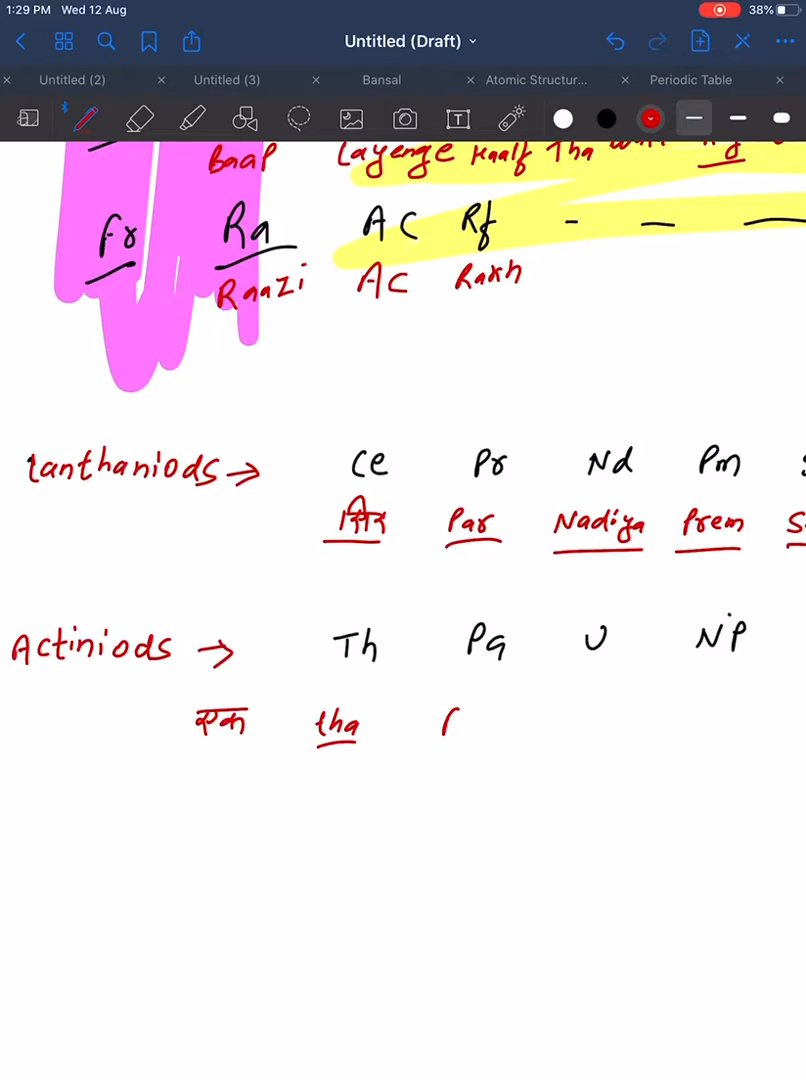 1:29 PM Wed 12 Aug 38%
Untitled (Draft)
Untitled (2) Untitled (3) Bansal Atomic Structur... Periodic Table
Baap Layenge Haalf Tha
Fr Ra AC Rf - - -
Raazi AC Rakh
Lanthaniods → Ce Pr Nd Pm
Par Nadiya Prem
Actiniods → Th Pa U NP
एक tha